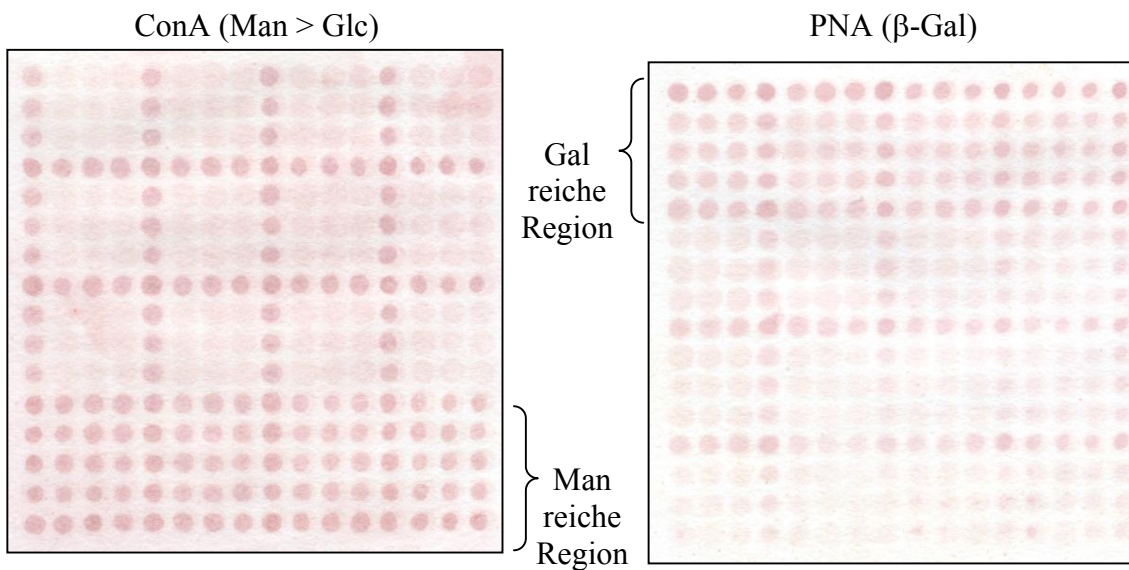 ConA (Man > Glc)
PNA (β-Gal)
Gal
reiche
Region
Man
reiche
Region